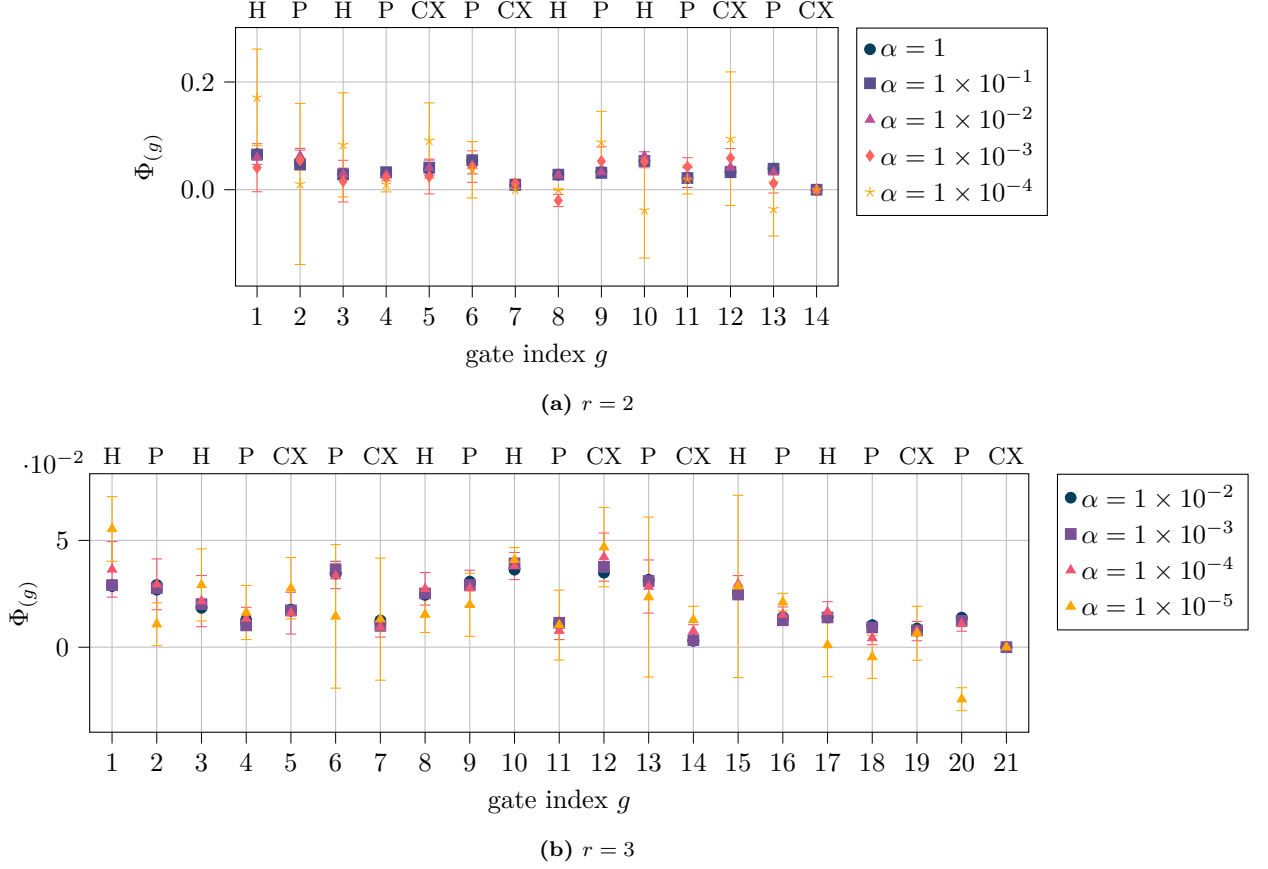 H P H P CX P CX H P H P CX P CX
α = 1
α = 1 × 10⁻¹
α = 1 × 10⁻²
α = 1 × 10⁻³
α = 1 × 10⁻⁴
0.2
0.0
Φ(g)
1 2 3 4 5 6 7 8 9 10 11 12 13 14
gate index g
(a) r = 2
·10⁻²
H P H P CX P CX H P H P CX P CX H P H P CX P CX
α = 1 × 10⁻²
α = 1 × 10⁻³
α = 1 × 10⁻⁴
α = 1 × 10⁻⁵
5
0
Φ(g)
1 2 3 4 5 6 7 8 9 10 11 12 13 14 15 16 17 18 19 20 21
gate index g
(b) r = 3